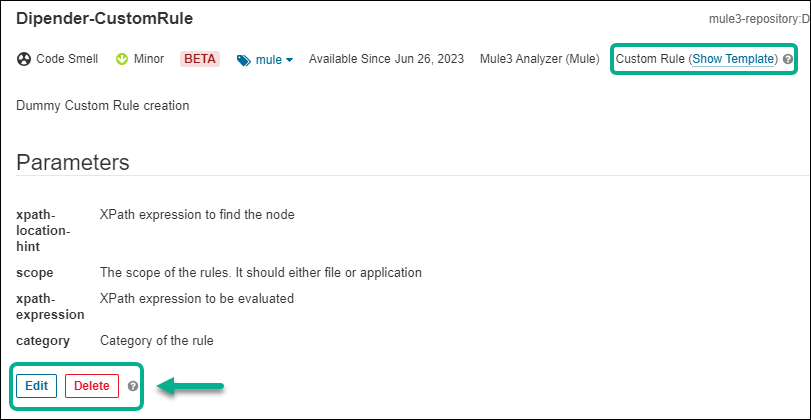 Dipender-CustomRule
mule3-repository:D
Code Smell Minor BETA mule Available Since Jun 26, 2023 Mule3 Analyzer (Mule) Custom Rule (Show Template) ?
Dummy Custom Rule creation
Parameters
xpath-location-hint XPath expression to find the node
scope The scope of the rules. It should either file or application
xpath-expression XPath expression to be evaluated
category Category of the rule
Edit Delete ?